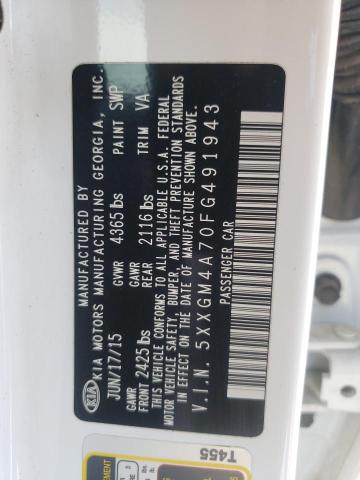 MANUFACTURED BY
KIA KIA MOTORS MANUFACTURING GEORGIA, INC.
JUN/17/15 GVWR 4365 lbs PAINT SWP
GAWR FRONT 2425 lbs GAWR REAR 2116 lbs TRIM VA
THIS VEHICLE CONFORMS TO ALL APPLICABLE U.S.A. FEDERAL
MOTOR VEHICLE SAFETY, BUMPER, AND THEFT PREVENTION STANDARDS
IN EFFECT ON THE DATE OF MANUFACTURE SHOWN ABOVE.
V.I.N. 5XXGM4A70FG491943
PASSENGER CAR
T455